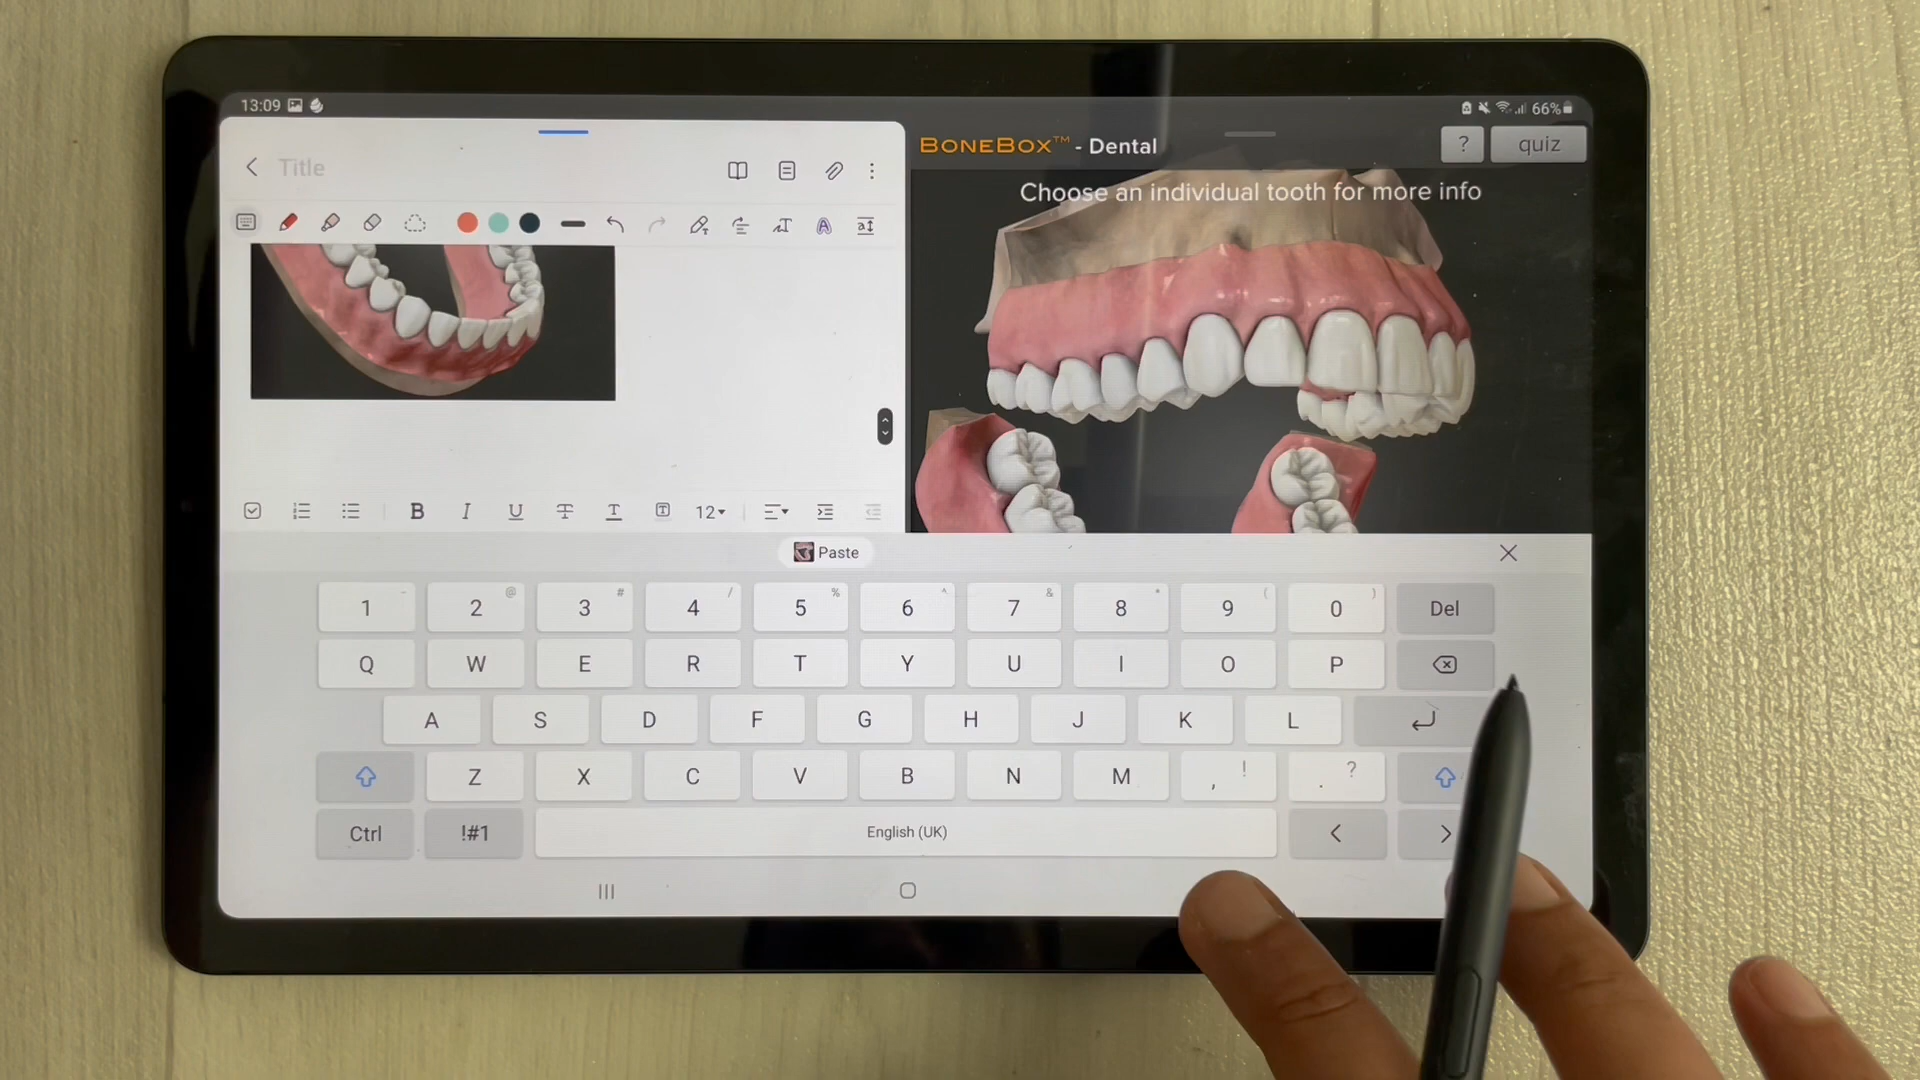 13:09
66%
Title
BONEBOX™ - Dental
?
quiz
Choose an individual tooth for more info
B I U T T T 12
Paste
1 - 2 @ 3 # 4 / 5 % 6 ^ 7 & 8 * 9 ( 0 ) Del
Q W E R T Y U I O P
A S D F G H J K L
Z X C V B N M , ! . ?
Ctrl !#1 English (UK) < >